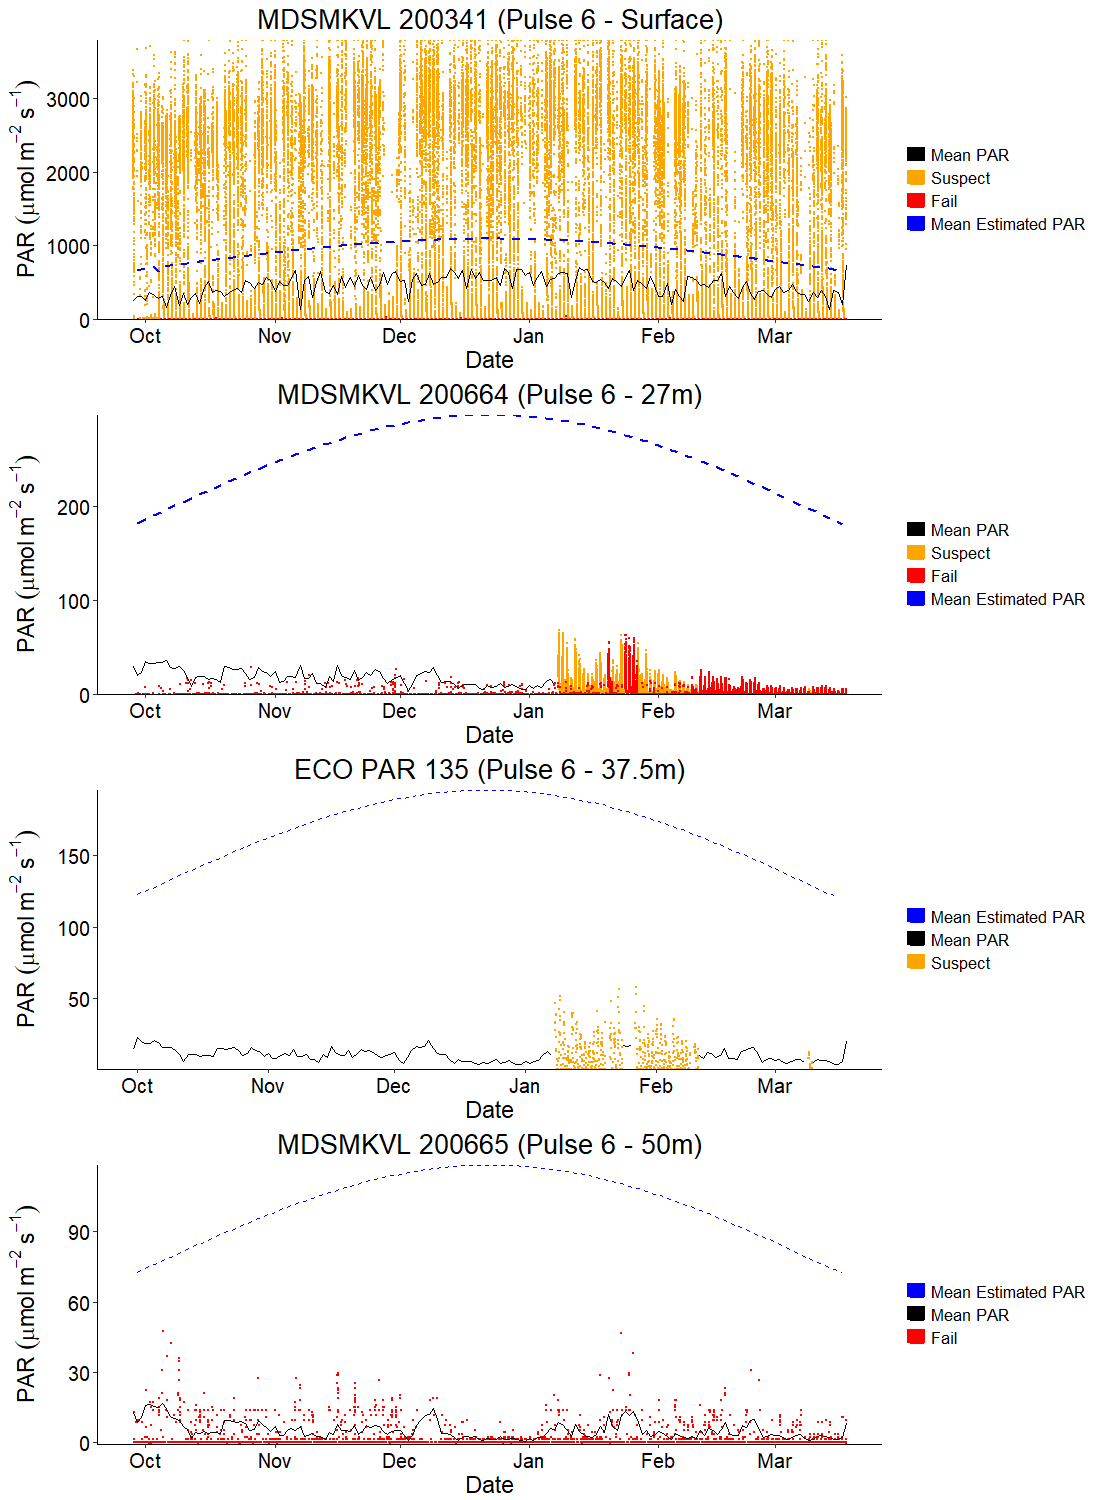 MDSMKVL 200341 (Pulse 6 - Surface)
PAR (μmol m−2 s−1)
3000
2000
1000
0
Oct Nov Dec Jan Feb Mar
Date
Mean PAR
Suspect
Fail
Mean Estimated PAR
MDSMKVL 200664 (Pulse 6 - 27m)
PAR (μmol m−2 s−1)
200
100
0
Oct Nov Dec Jan Feb Mar
Date
Mean PAR
Suspect
Fail
Mean Estimated PAR
ECO PAR 135 (Pulse 6 - 37.5m)
PAR (μmol m−2 s−1)
150
100
50
Oct Nov Dec Jan Feb Mar
Date
Mean Estimated PAR
Mean PAR
Suspect
MDSMKVL 200665 (Pulse 6 - 50m)
PAR (μmol m−2 s−1)
90
60
30
0
Oct Nov Dec Jan Feb Mar
Date
Mean Estimated PAR
Mean PAR
Fail